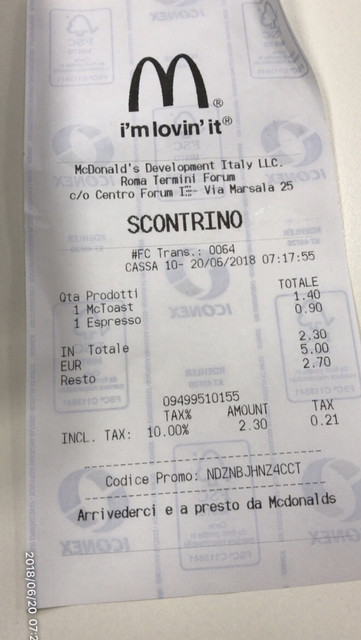 i'm lovin' it®
McDonald's Development Italy LLC.
Roma Termini Forum
c/o Centro Forum Via Marsala 25
SCONTRINO
#FC Trans.: 0064
CASSA 10- 20/06/2018 07:17:55
Qta Prodotti TOTALE
1 McToast 1.40
1 Espresso 0.90
IN Totale 2.30
EUR 5.00
Resto 2.70
09499510155
TAX% AMOUNT TAX
INCL. TAX: 10.00% 2.30 0.21
Codice Promo: NDZNBJHNZ4CCT
Arrivederci e a presto da Mcdonalds
ICONEX
2018/06/20